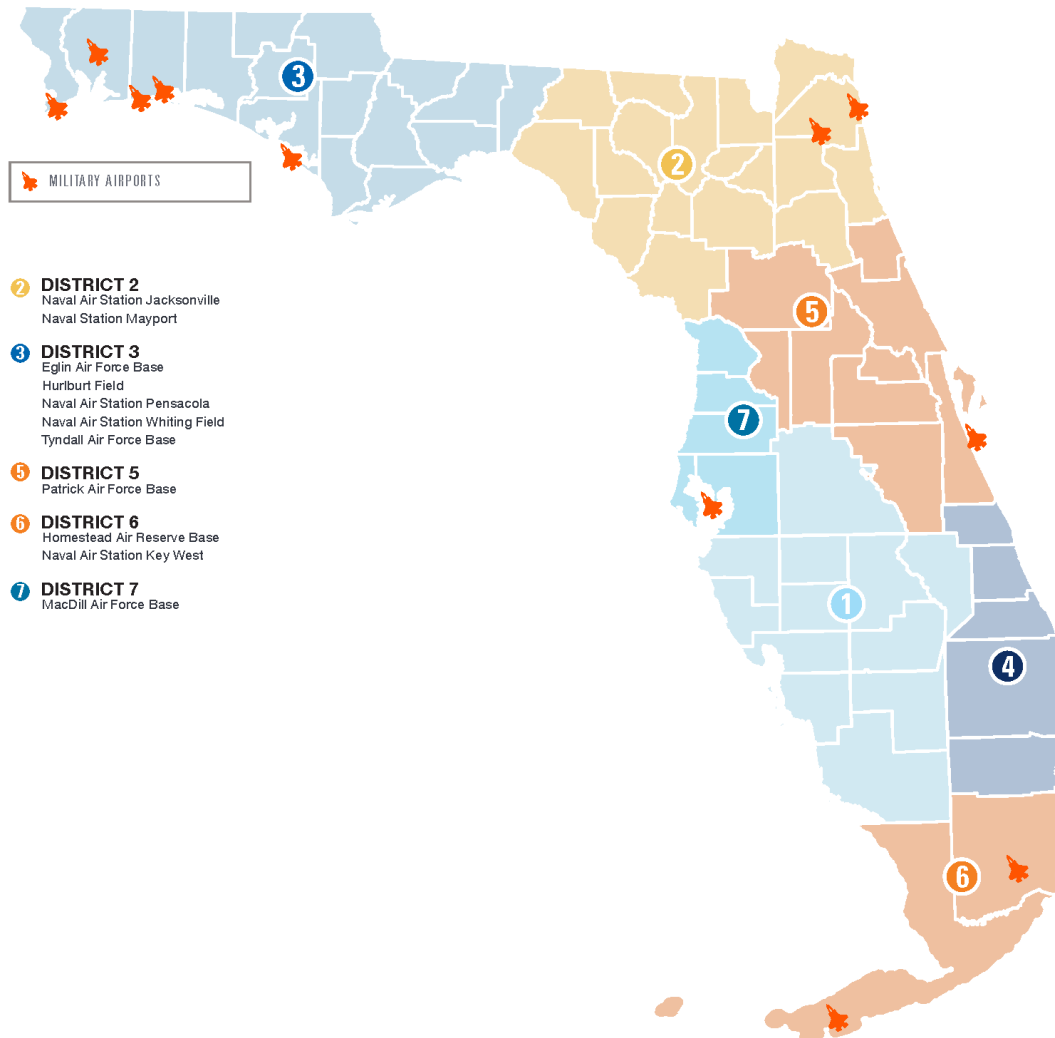 3
2
MILITARY AIRPORTS
2 DISTRICT 2
Naval Air Station Jacksonville
Naval Station Mayport
3 DISTRICT 3
Eglin Air Force Base
Hurlburt Field
Naval Air Station Pensacola
Naval Air Station Whiting Field
Tyndall Air Force Base
5 DISTRICT 5
Patrick Air Force Base
6 DISTRICT 6
Homestead Air Reserve Base
Naval Air Station Key West
7 DISTRICT 7
MacDill Air Force Base
5
7
1
4
6